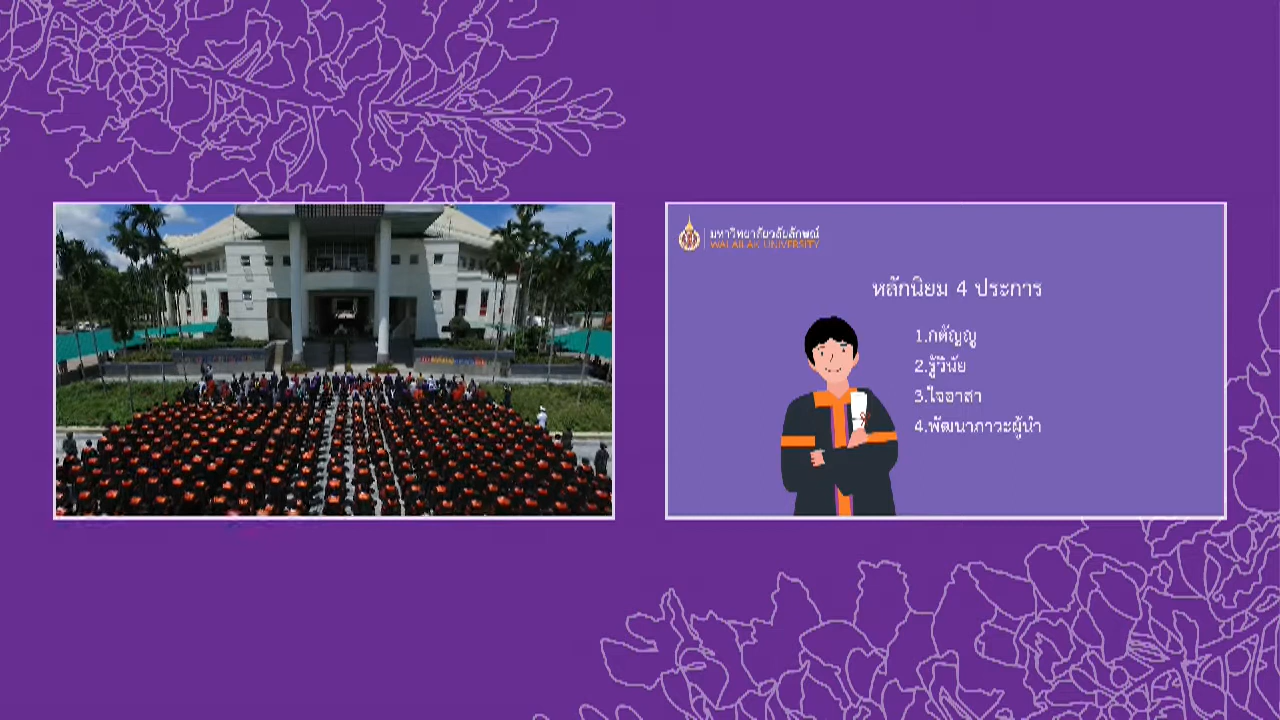 มหาวิทยาลัยวลัยลักษณ์
WALAILAK UNIVERSITY
หลักนิยม 4 ประการ
1.กตัญญู
2.รู้วินัย
3.ใจอาสา
4.พัฒนาภาวะผู้นำ